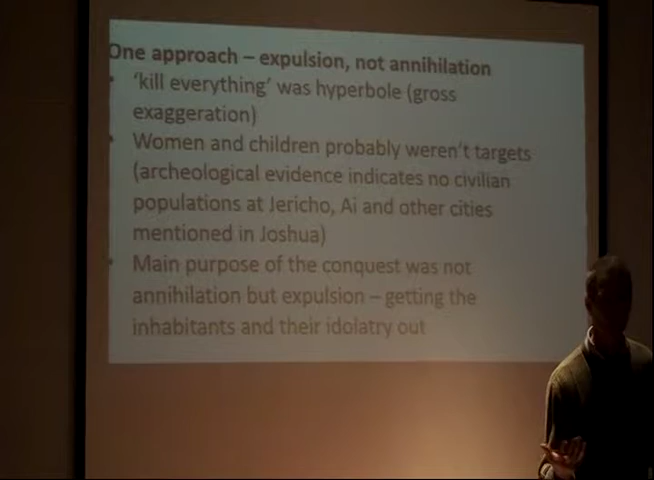 One approach – expulsion, not annihilation
• 'kill everything' was hyperbole (gross
exaggeration)
• Women and children probably weren't targets
(archeological evidence indicates no civilian
populations at Jericho, Ai and other cities
mentioned in Joshua)
• Main purpose of the conquest was not
annihilation but expulsion – getting the
inhabitants and their idolatry out